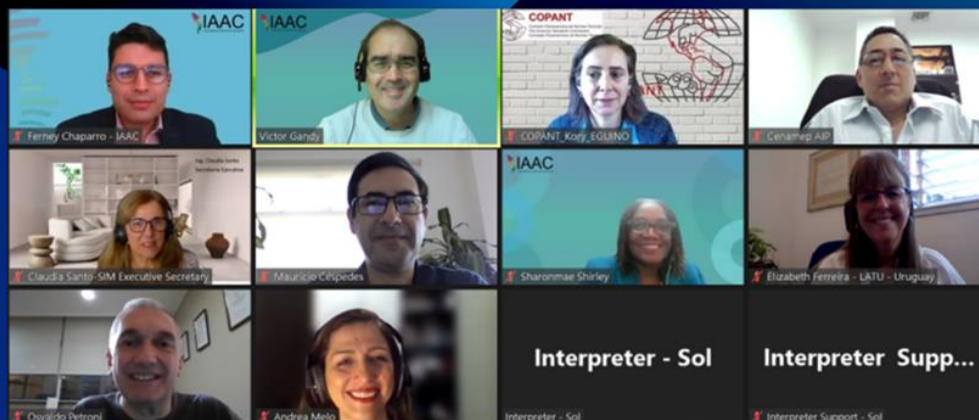 IAAC
Ferney Chaparro - IAAC
IAAC
Victor Gandy
COPANT
COPANT_Kory_EGUINO
Cenamep AIP
Ing. Claudia Santo
Secretaria Ejecutiva
Claudia Santo-SIM Executive Secretary
Mauricio Céspedes
IAAC
Sharonmae Shirley
Elizabeth Ferreira - LATU - Uruguay
Osvaldo Petroni
Andrea Melo
Interpreter - Sol
Interpreter - Sol
Interpreter Supp...
Interpreter Support - Sol